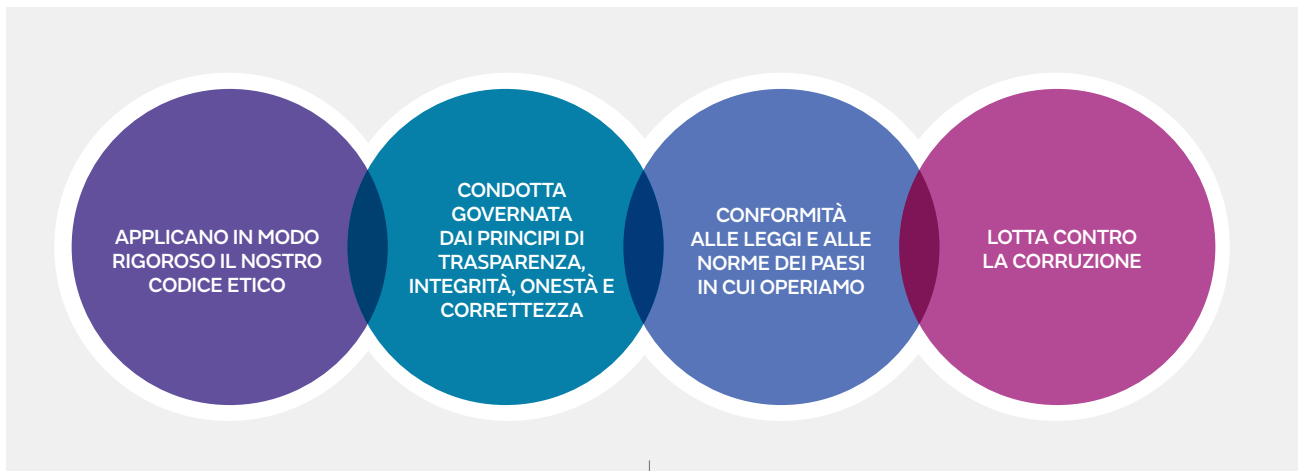 APPLICANO IN MODO
RIGOROSO IL NOSTRO
CODICE ETICO
CONDOTTA
GOVERNATA
DAI PRINCIPI DI
TRASPARENZA,
INTEGRITÀ, ONESTÀ E
CORRETTEZZA
CONFORMITÀ
ALLE LEGGI E ALLE
NORME DEI PAESI
IN CUI OPERIAMO
LOTTA CONTRO
LA CORRUZIONE